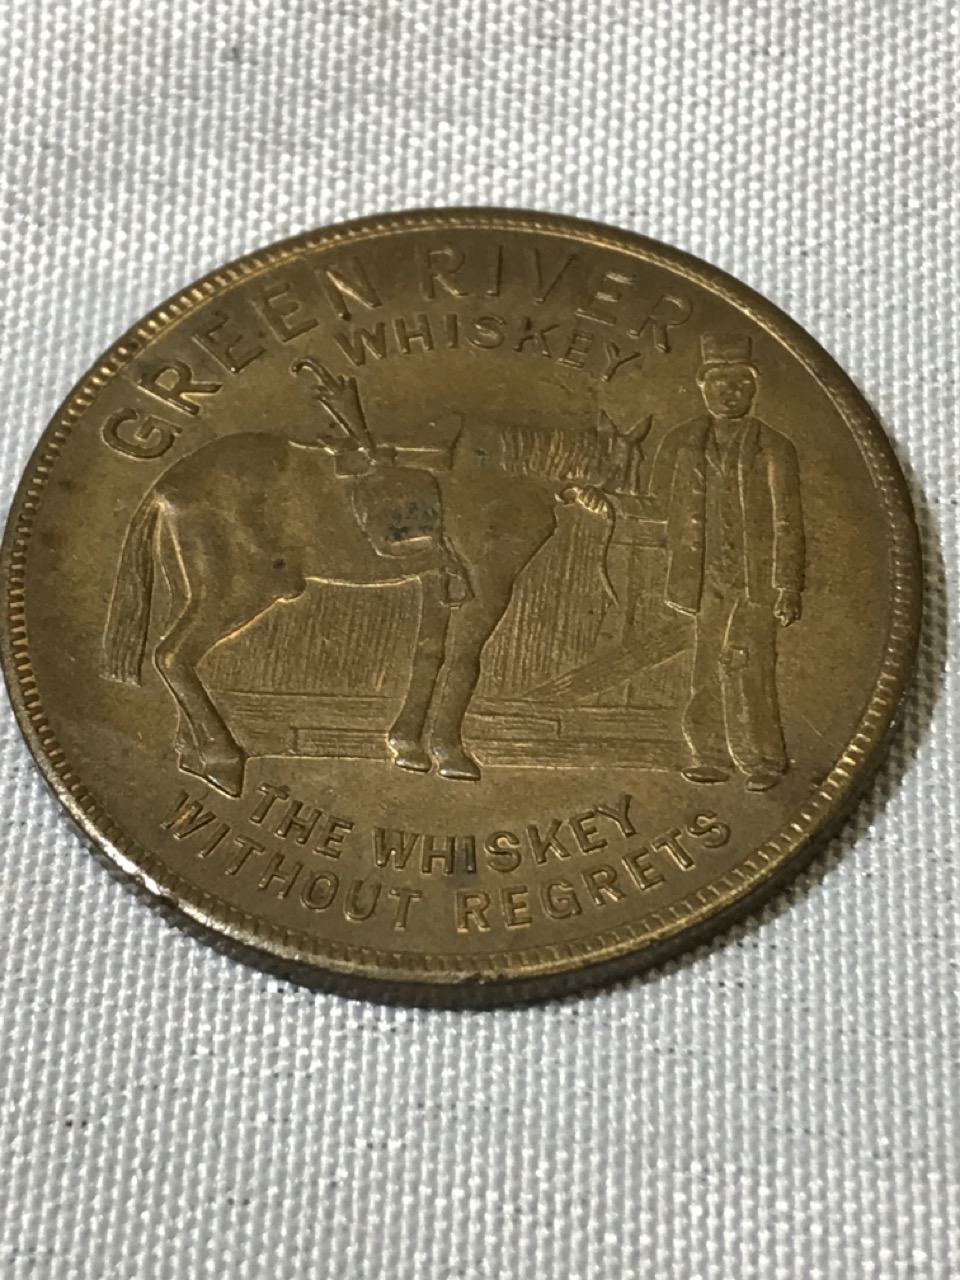 GREEN RIVER
WHISKEY
THE WHISKEY
WITHOUT REGRETS